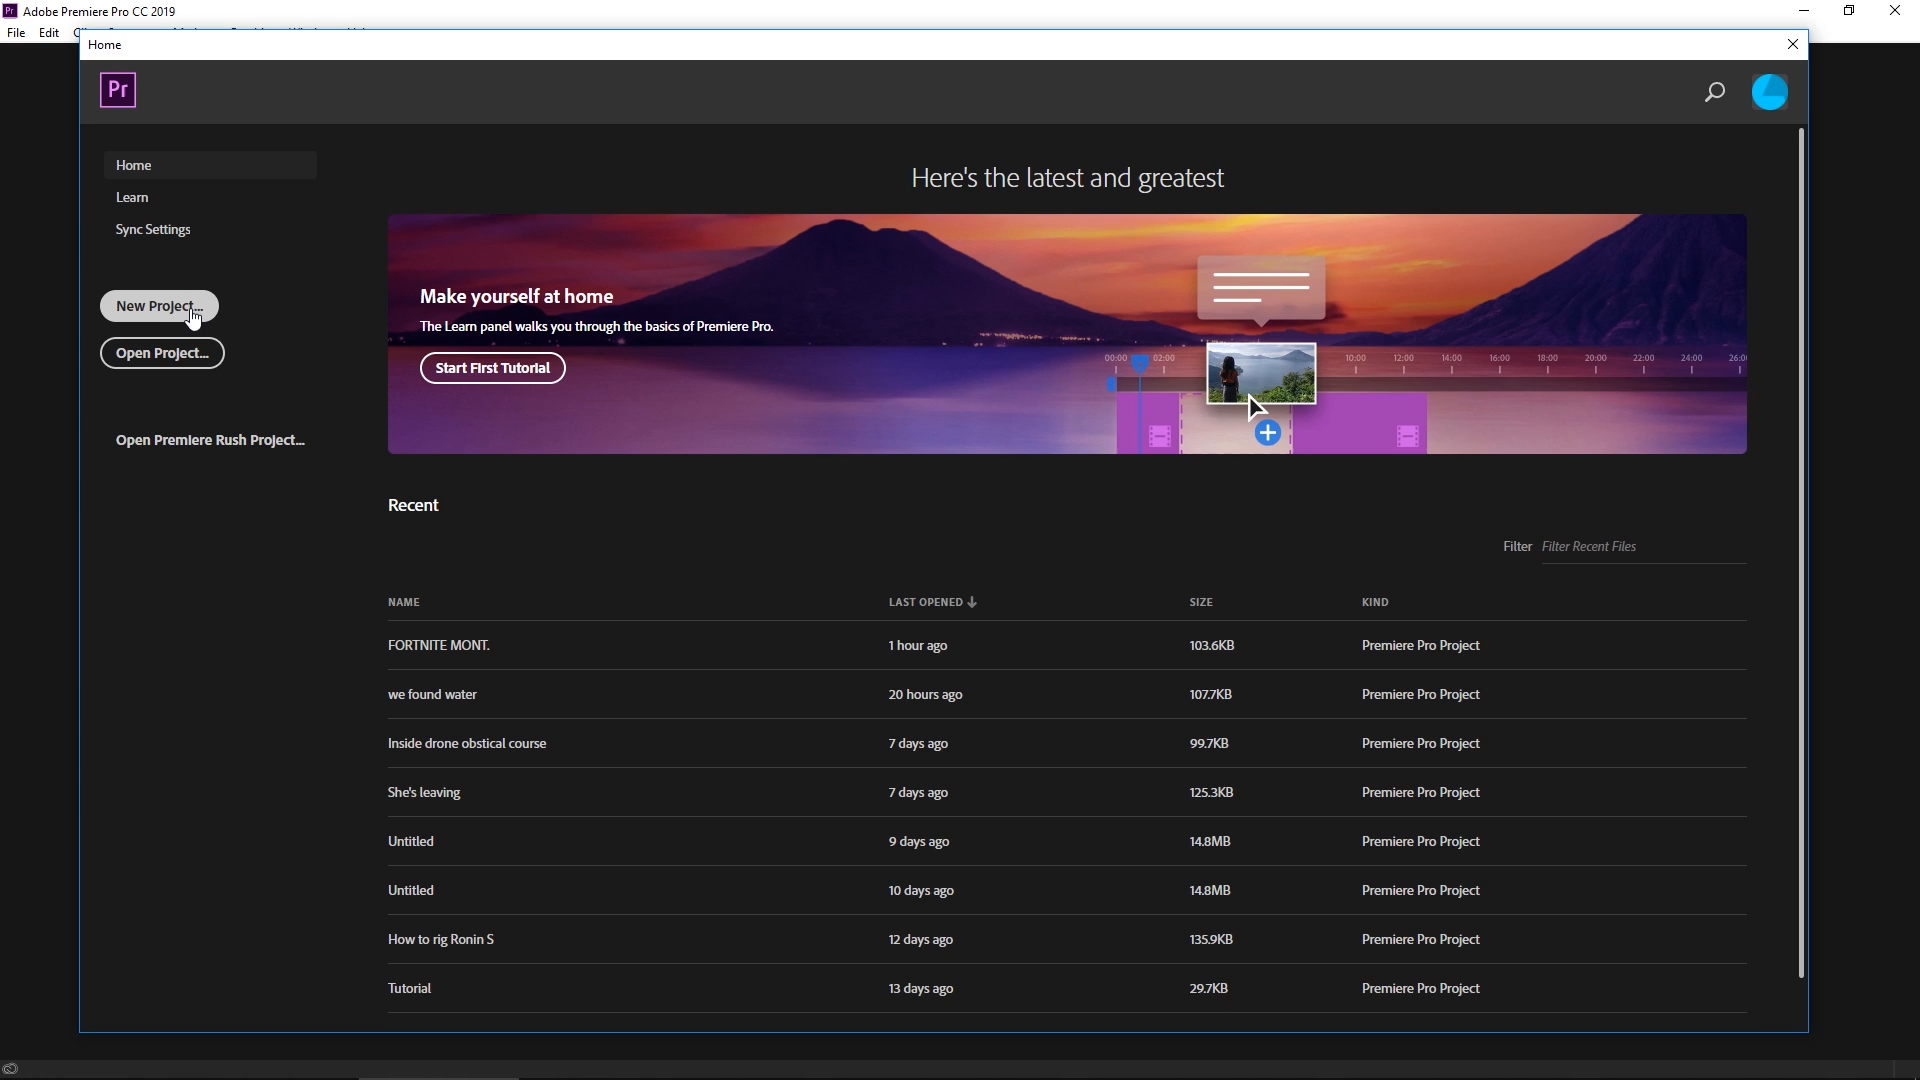 Pr Adobe Premiere Pro CC 2019
File Edit
Home
Pr
Home
Learn
Sync Settings
New Project...
Open Project...
Open Premiere Rush Project...
Here's the latest and greatest
Make yourself at home
The Learn panel walks you through the basics of Premiere Pro.
Start First Tutorial
00:00 02:00 10:00 12:00 14:00 16:00 18:00 20:00 22:00 24:00 26:0
Recent
Filter Filter Recent Files
NAME LAST OPENED SIZE KIND
FORTNITE MONT. 1 hour ago 103.6KB Premiere Pro Project
we found water 20 hours ago 107.7KB Premiere Pro Project
Inside drone obstical course 7 days ago 99.7KB Premiere Pro Project
She's leaving 7 days ago 125.3KB Premiere Pro Project
Untitled 9 days ago 14.8MB Premiere Pro Project
Untitled 10 days ago 14.8MB Premiere Pro Project
How to rig Ronin S 12 days ago 135.9KB Premiere Pro Project
Tutorial 13 days ago 29.7KB Premiere Pro Project